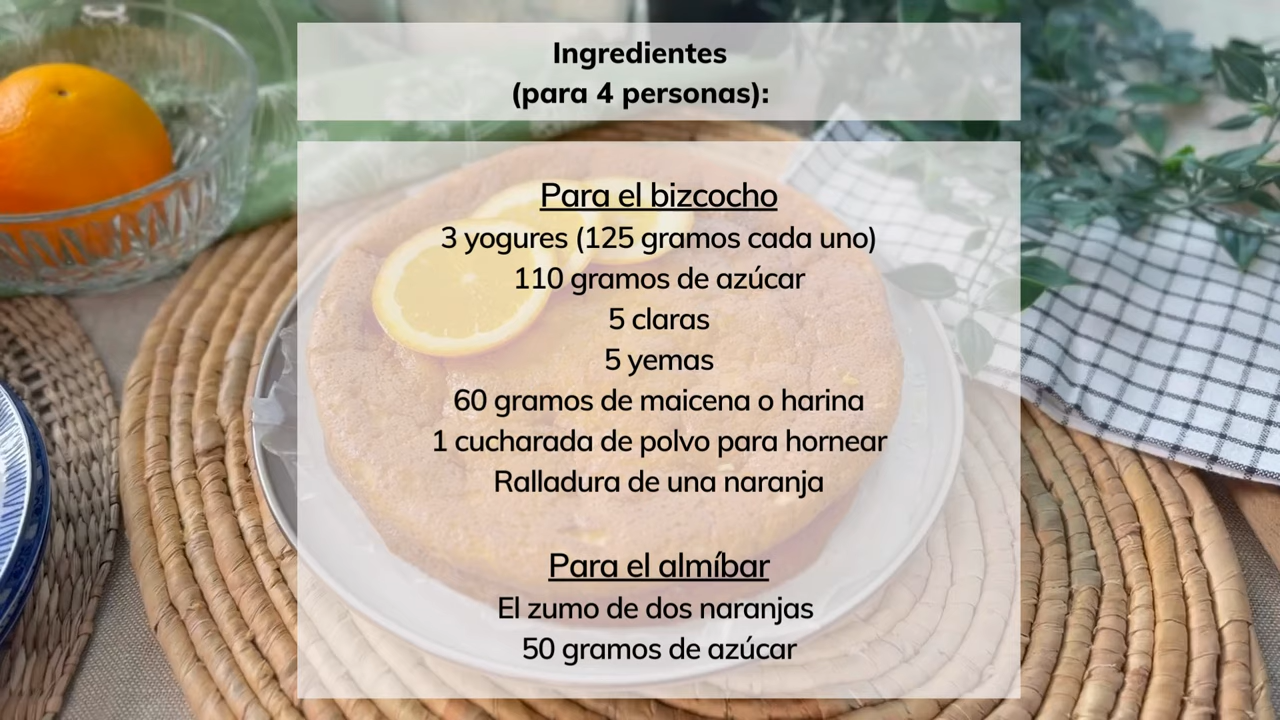 Ingredientes
(para 4 personas):
Para el bizcocho
3 yogures (125 gramos cada uno)
110 gramos de azúcar
5 claras
5 yemas
60 gramos de maicena o harina
1 cucharada de polvo para hornear
Ralladura de una naranja
Para el almíbar
El zumo de dos naranjas
50 gramos de azúcar